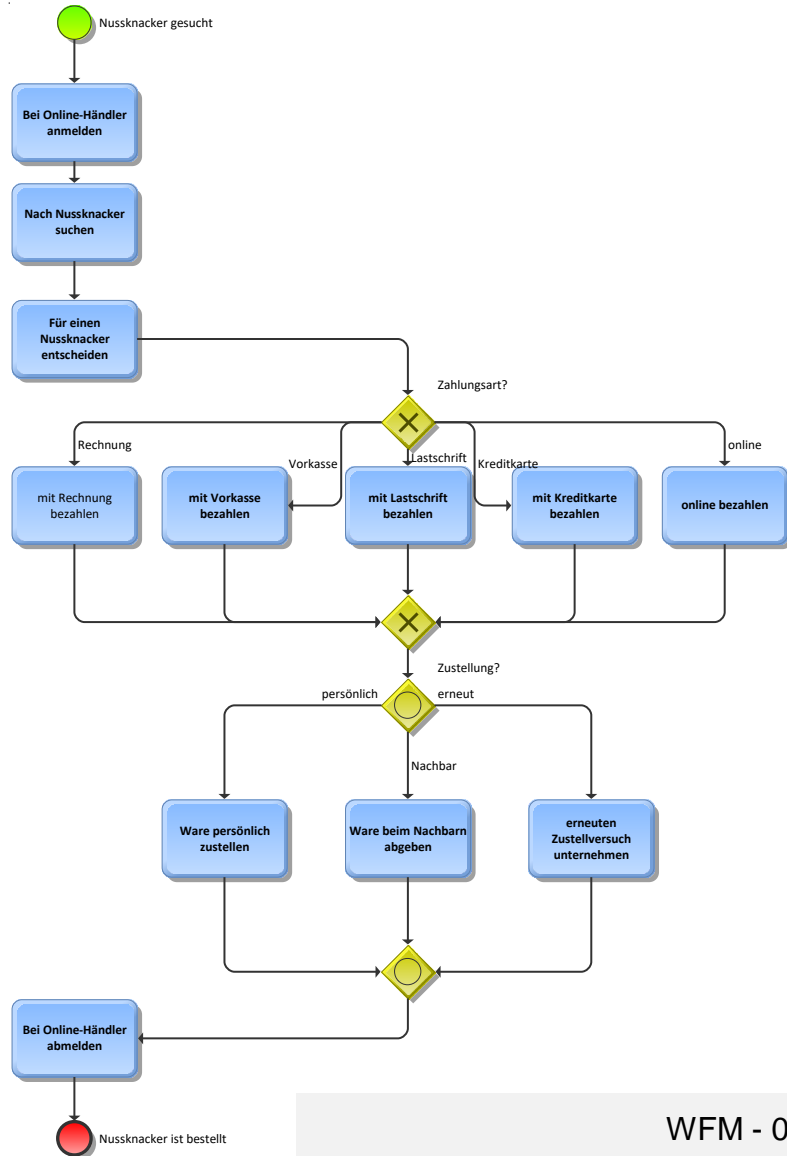 Nussknacker gesucht
Bei Online-Händler
anmelden
Nach Nussknacker
suchen
Für einen
Nussknacker
entscheiden
Zahlungsart?
Rechnung
Vorkasse
Lastschrift
Kreditkarte
online
mit Rechnung
bezahlen
mit Vorkasse
bezahlen
mit Lastschrift
bezahlen
mit Kreditkarte
bezahlen
online bezahlen
Zustellung?
persönlich
erneut
Nachbar
Ware persönlich
zustellen
Ware beim Nachbarn
abgeben
erneuten
Zustellversuch
unternehmen
Bei Online-Händler
abmelden
Nussknacker ist bestellt
WFM - 0